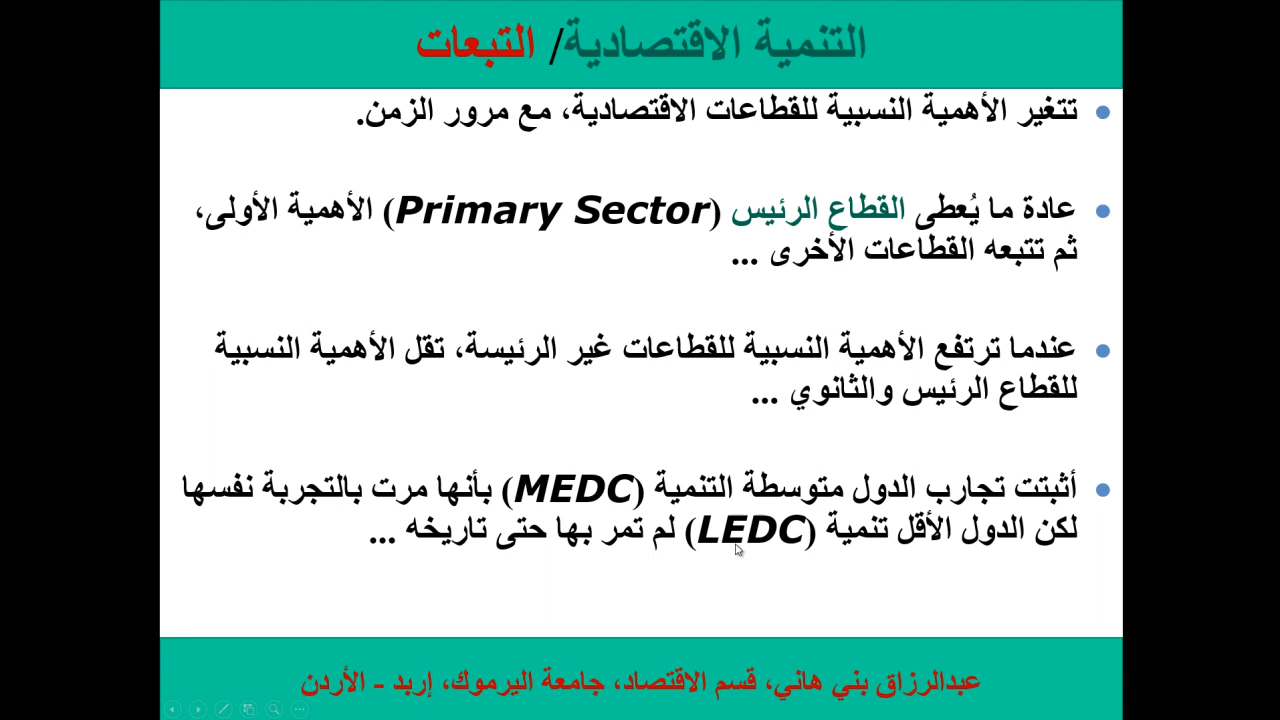 التنمية الاقتصادية/ التبعات
• تتغير الأهمية النسبية للقطاعات الاقتصادية، مع مرور الزمن.
• عادة ما يُعطى القطاع الرئيس (Primary Sector) الأهمية الأولى،
ثم تتبعه القطاعات الأخرى ...
• عندما ترتفع الأهمية النسبية للقطاعات غير الرئيسة، تقل الأهمية النسبية
للقطاع الرئيس والثانوي ...
• أثبتت تجارب الدول متوسطة التنمية (MEDC) بأنها مرت بالتجربة نفسها
لكن الدول الأقل تنمية (LEDC) لم تمر بها حتى تاريخه ...
عبدالرزاق بني هاني، قسم الاقتصاد، جامعة اليرموك، إربد - الأردن